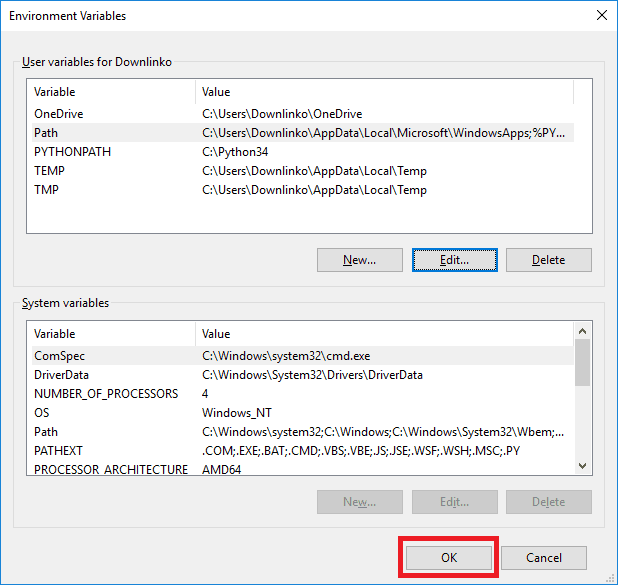 Environment Variables
User variables for Downlinko
Variable Value
OneDrive C:\Users\Downlinko\OneDrive
Path C:\Users\Downlinko\AppData\Local\Microsoft\WindowsApps;%PY...
PYTHONPATH C:\Python34
TEMP C:\Users\Downlinko\AppData\Local\Temp
TMP C:\Users\Downlinko\AppData\Local\Temp
New... Edit... Delete
System variables
Variable Value
ComSpec C:\Windows\system32\cmd.exe
DriverData C:\Windows\System32\Drivers\DriverData
NUMBER_OF_PROCESSORS 4
OS Windows_NT
Path C:\Windows\system32;C:\Windows;C:\Windows\System32\Wbem;...
PATHEXT .COM;.EXE;.BAT;.CMD;.VBS;.VBE;.JS;.JSE;.WSF;.WSH;.MSC;.PY
PROCESSOR_ARCHITECTURE AMD64
New... Edit... Delete
OK Cancel